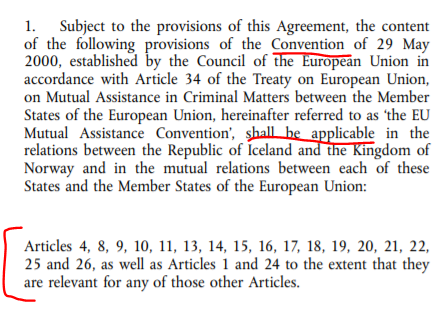 1. Subject to the provisions of this Agreement, the content
of the following provisions of the Convention of 29 May
2000, established by the Council of the European Union in
accordance with Article 34 of the Treaty on European Union,
on Mutual Assistance in Criminal Matters between the Member
States of the European Union, hereinafter referred to as ‘the EU
Mutual Assistance Convention’, shall be applicable in the
relations between the Republic of Iceland and the Kingdom of
Norway and in the mutual relations between each of these
States and the Member States of the European Union:
Articles 4, 8, 9, 10, 11, 13, 14, 15, 16, 17, 18, 19, 20, 21, 22,
25 and 26, as well as Articles 1 and 24 to the extent that they
are relevant for any of those other Articles.